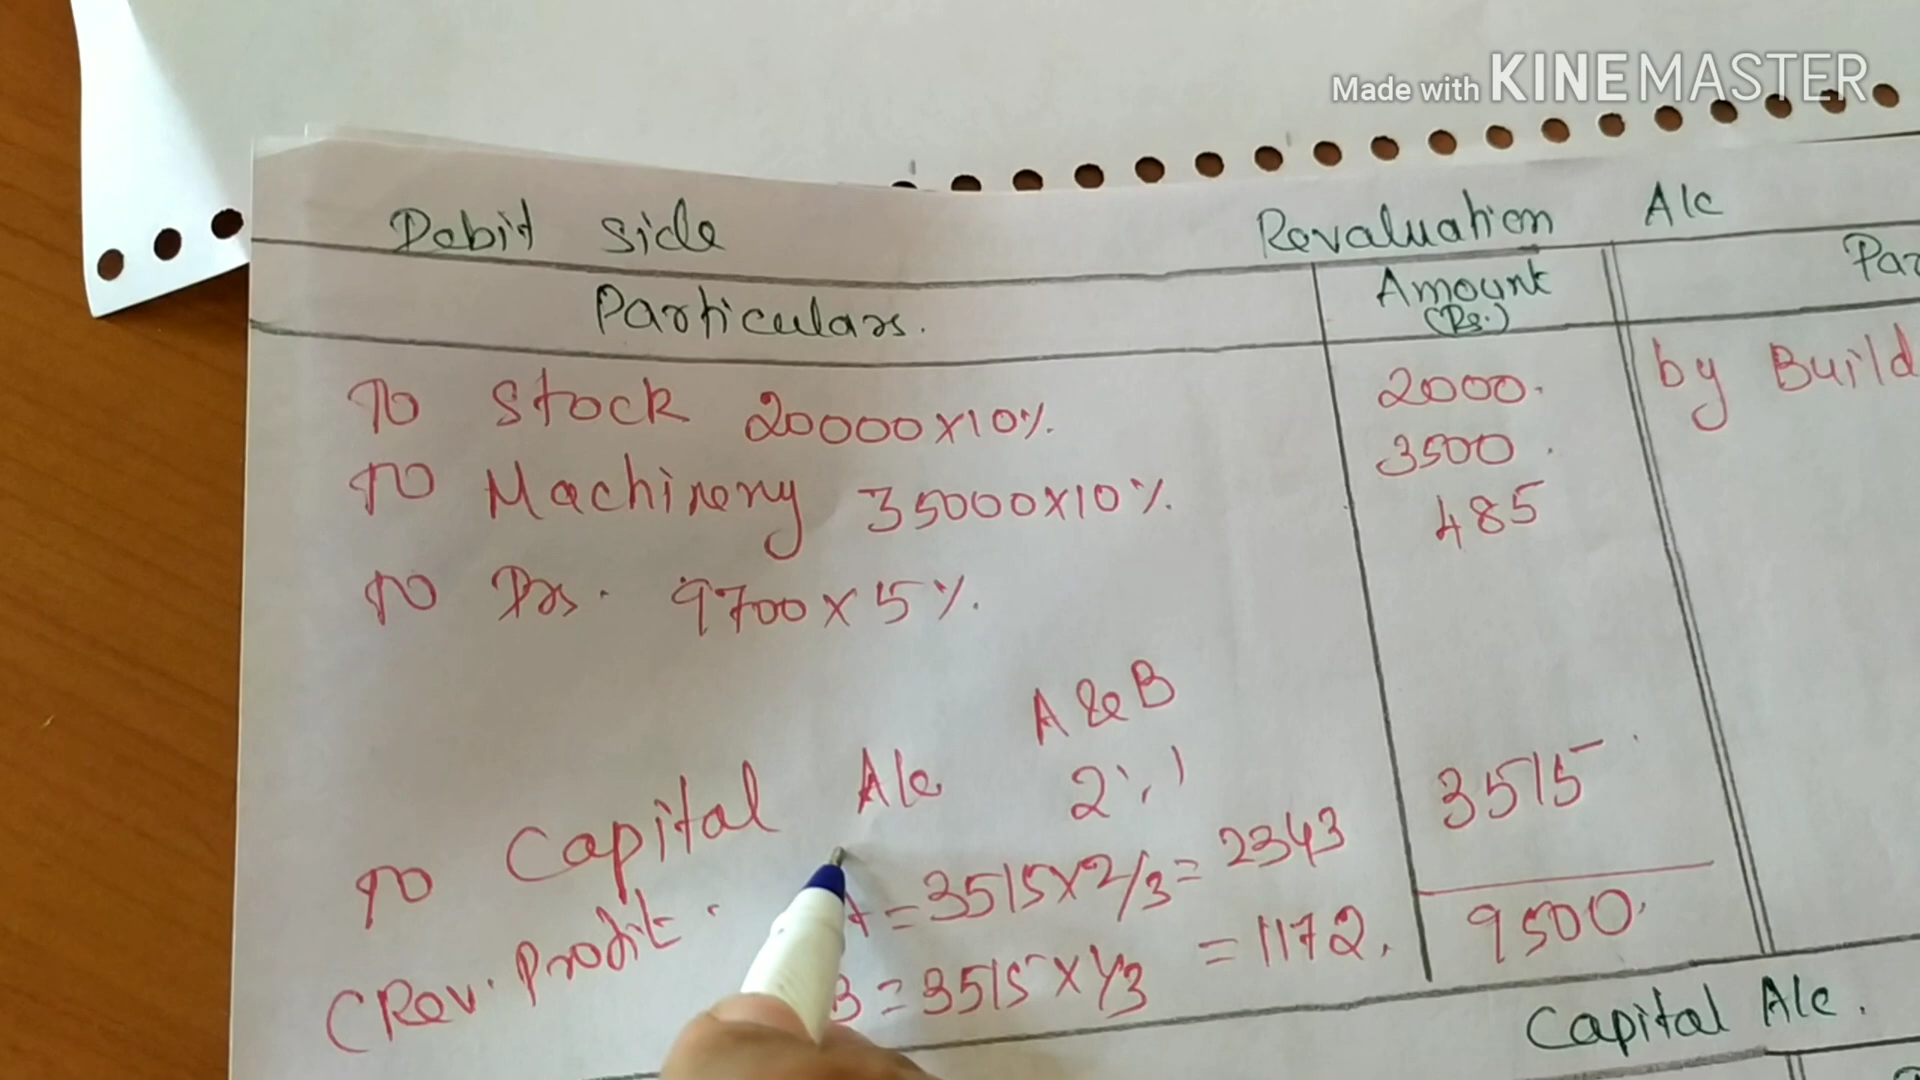 Made with KINEMASTER
Debit side Revaluation A/c
Particulars. Amount (Rs.)
To Stock 20000x10%. 2000.
by Build
To Machinery 35000x10%. 3500.
To Drs. 9700x5%. 485
A & B
To Capital A/c 2:1 3515
(Rev. Profit. A = 3515x2/3 = 2343
B = 3515x1/3 = 1172. 9500.
Capital A/c.